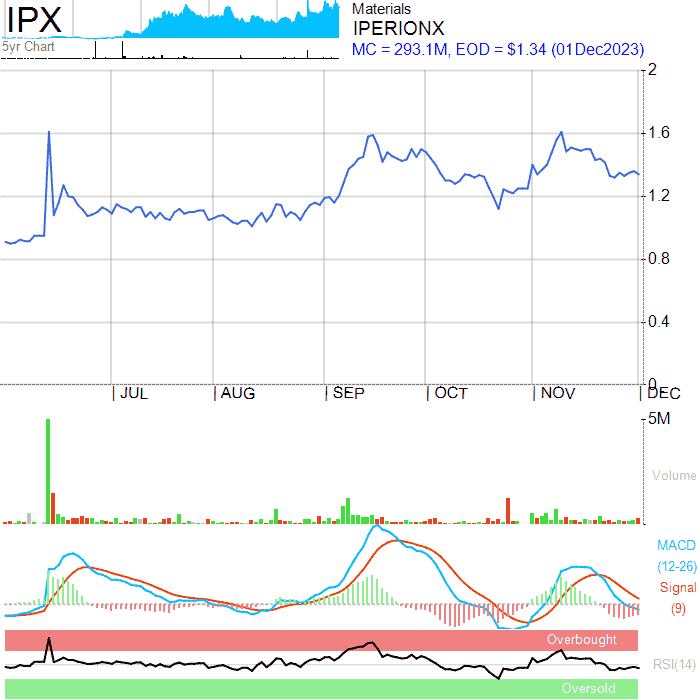 IPX
5yr Chart
Materials
IPERIONX
MC = 293.1M, EOD = $1.34 (01Dec2023)
2
1.6
1.2
0.8
0.4
0
JUL AUG SEP OCT NOV DEC
5M
Volume
MACD
(12-26)
Signal
(9)
Overbought
RSI(14)
Oversold